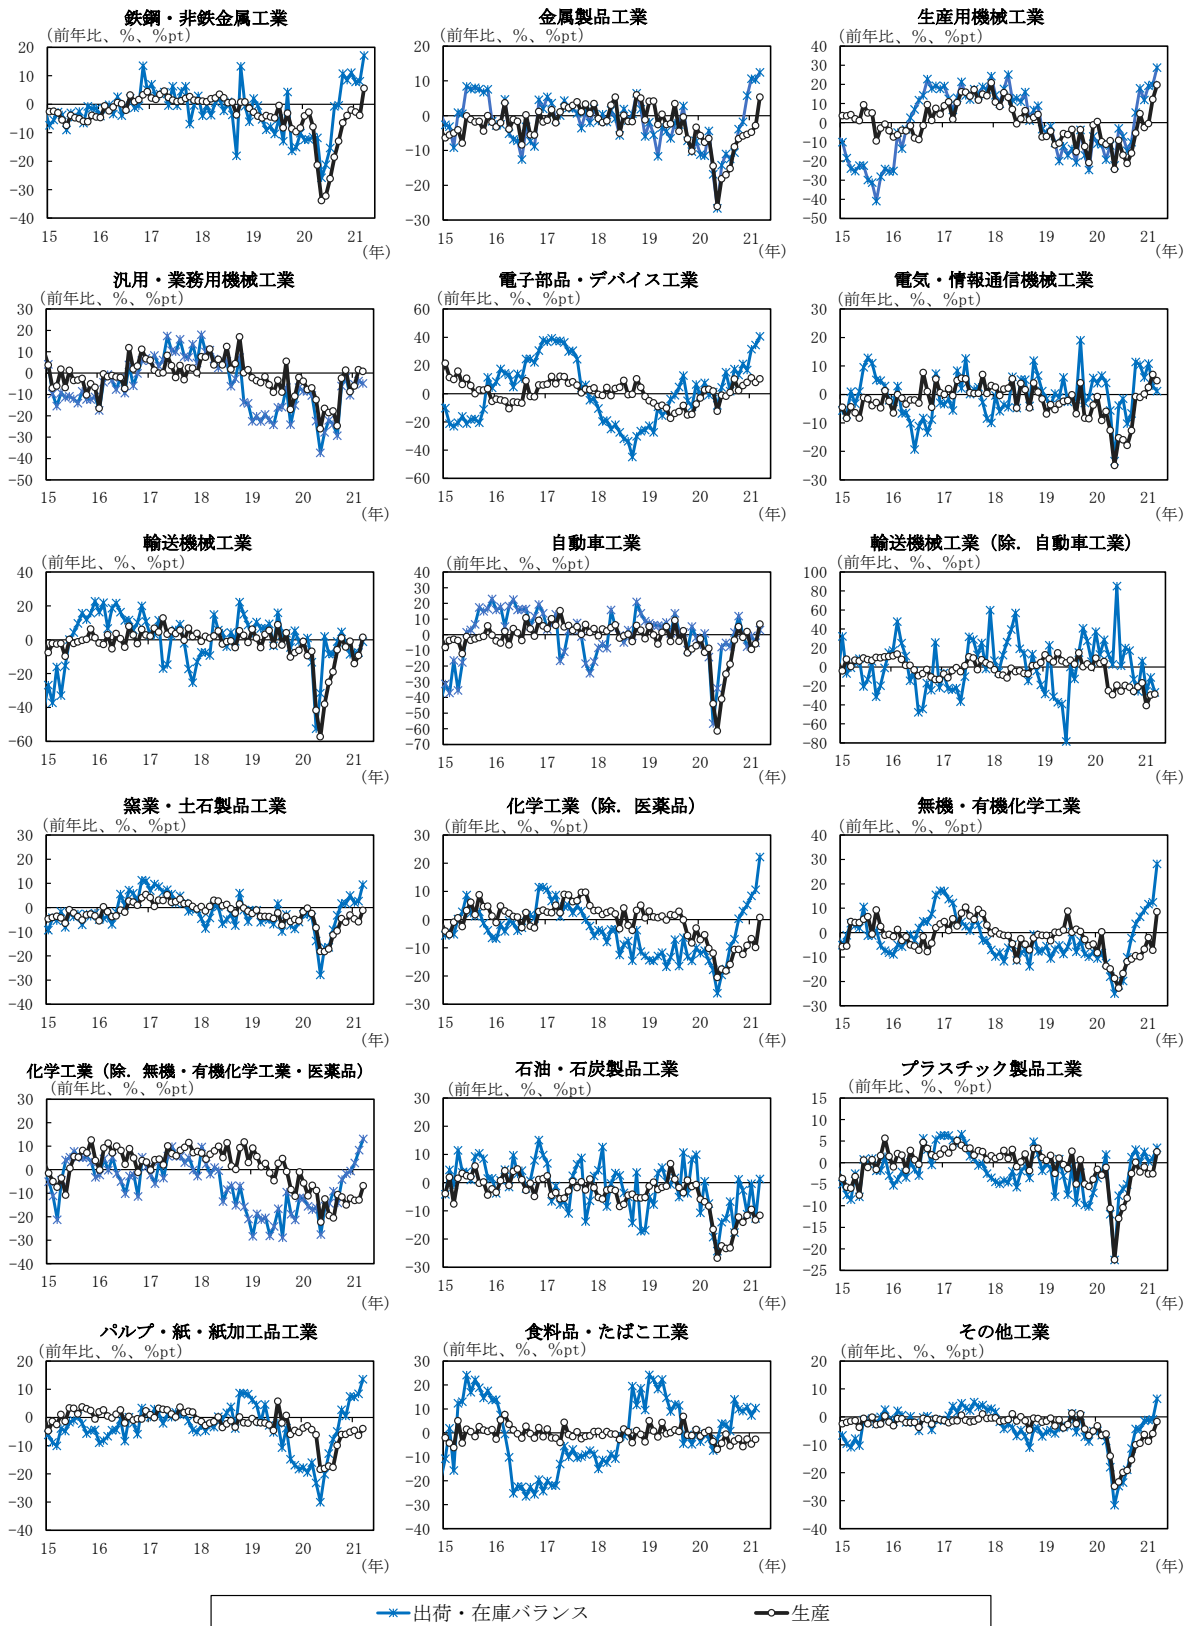 鉄鋼・非鉄金属工業
(前年比、%、%pt)
20
10
0
−10
−20
−30
−40
15 16 17 18 19 20 21
(年)
金属製品工業
(前年比、%、%pt)
20
10
0
−10
−20
−30
15 16 17 18 19 20 21
(年)
生産用機械工業
(前年比、%、%pt)
40
30
20
10
0
−10
−20
−30
−40
−50
15 16 17 18 19 20 21
(年)
汎用・業務用機械工業
(前年比、%、%pt)
30
20
10
0
−10
−20
−30
−40
−50
15 16 17 18 19 20 21
(年)
電子部品・デバイス工業
(前年比、%、%pt)
60
40
20
0
−20
−40
−60
15 16 17 18 19 20 21
(年)
電気・情報通信機械工業
(前年比、%、%pt)
30
20
10
0
−10
−20
−30
15 16 17 18 19 20 21
(年)
輸送機械工業
(前年比、%、%pt)
40
20
0
−20
−40
−60
15 16 17 18 19 20 21
(年)
自動車工業
(前年比、%、%pt)
40
30
20
10
0
−10
−20
−30
−40
−50
−60
−70
15 16 17 18 19 20 21
(年)
輸送機械工業（除．自動車工業）
(前年比、%、%pt)
100
80
60
40
20
0
−20
−40
−60
−80
15 16 17 18 19 20 21
(年)
窯業・土石製品工業
(前年比、%、%pt)
30
20
10
0
−10
−20
−30
−40
15 16 17 18 19 20 21
(年)
化学工業（除．医薬品）
(前年比、%、%pt)
30
20
10
0
−10
−20
−30
15 16 17 18 19 20 21
(年)
無機・有機化学工業
(前年比、%、%pt)
40
30
20
10
0
−10
−20
−30
15 16 17 18 19 20 21
(年)
化学工業（除．無機・有機化学工業・医薬品）
(前年比、%、%pt)
30
20
10
0
−10
−20
−30
−40
15 16 17 18 19 20 21
(年)
石油・石炭製品工業
(前年比、%、%pt)
30
20
10
0
−10
−20
−30
15 16 17 18 19 20 21
(年)
プラスチック製品工業
(前年比、%、%pt)
15
10
5
0
−5
−10
−15
−20
−25
15 16 17 18 19 20 21
(年)
パルプ・紙・紙加工品工業
(前年比、%、%pt)
20
10
0
−10
−20
−30
−40
15 16 17 18 19 20 21
(年)
食料品・たばこ工業
(前年比、%、%pt)
30
20
10
0
−10
−20
−30
−40
15 16 17 18 19 20 21
(年)
その他工業
(前年比、%、%pt)
20
10
0
−10
−20
−30
−40
15 16 17 18 19 20 21
(年)
出荷・在庫バランス 生産